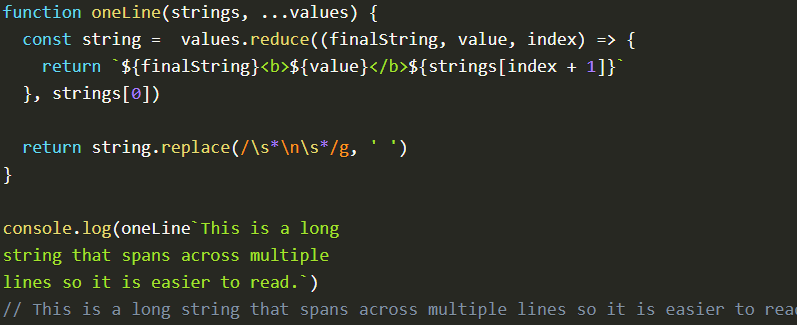 function oneLine(strings, ...values) {
  const string =  values.reduce((finalString, value, index) => {
    return `${finalString}<b>${value}</b>${strings[index + 1]}`
  }, strings[0])

  return string.replace(/\s*\n\s*/g, ' ')
}

console.log(oneLine`This is a long
string that spans across multiple
lines so it is easier to read.`)
// This is a long string that spans across multiple lines so it is easier to